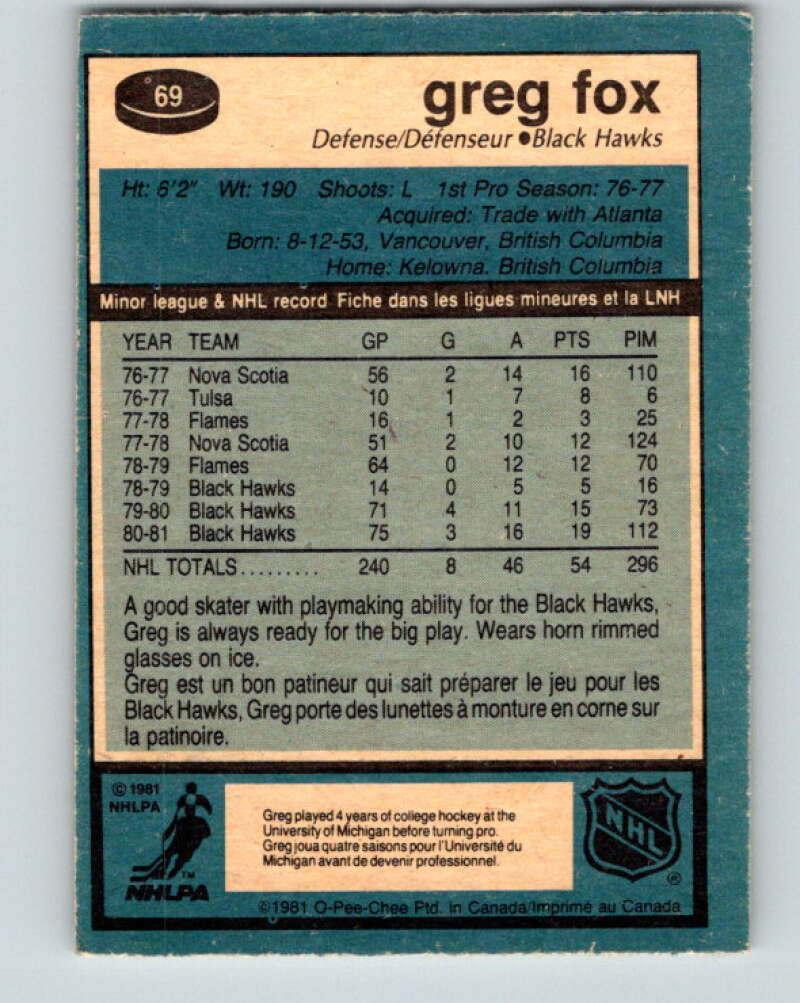 69
greg fox
Defense/Défenseur ●Black Hawks
Ht: 6'2" Wt: 190 Shoots: L 1st Pro Season: 76-77
Acquired: Trade with Atlanta
Born: 8-12-53, Vancouver, British Columbia
Home: Kelowna. British Columbia
Minor league & NHL record Fiche dans les ligues mineures et la LNH
YEAR TEAM GP G A PTS PIM
76-77 Nova Scotia 56 2 14 16 110
76-77 Tulsa 10 1 7 8 6
77-78 Flames 16 1 2 3 25
77-78 Nova Scotia 51 2 10 12 124
78-79 Flames 64 0 12 12 70
78-79 Black Hawks 14 0 5 5 16
79-80 Black Hawks 71 4 11 15 73
80-81 Black Hawks 75 3 16 19 112
NHL TOTALS......... 240 8 46 54 296
A good skater with playmaking ability for the Black Hawks,
Greg is always ready for the big play. Wears horn rimmed
glasses on ice.
Greg est un bon patineur qui sait préparer le jeu pour les
Black Hawks, Greg porte des lunettes à monture en corne sur
la patinoire.
© 1981
NHLPA
TM
NHLPA
Greg played 4 years of college hockey at the
University of Michigan before turning pro.
Greg joua quatre saisons pour l'Université du
Michigan avant de devenir professionnel.
NHL
®
©1981 O-Pee-Chee Ptd. in Canada/Imprimé au Canada